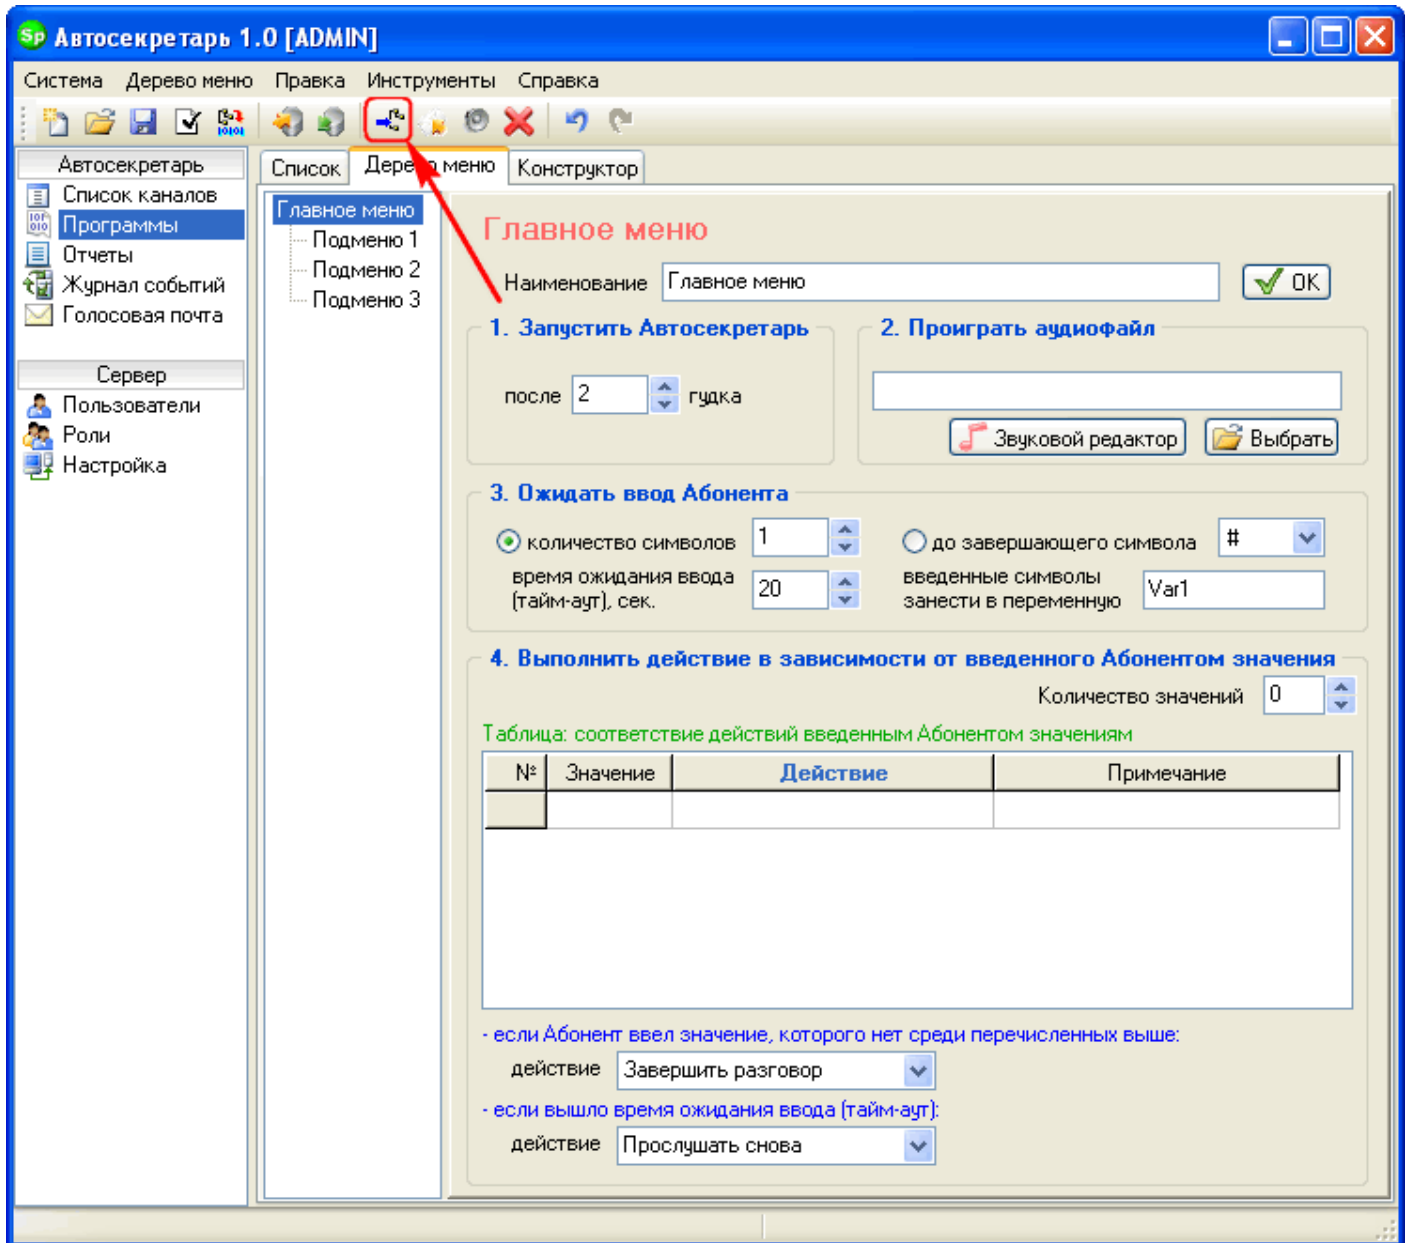 Sp Автосекретарь 1.0 [ADMIN]
Система Дерево меню Правка Инструменты Справка
Автосекретарь
Список каналов
Программы
Отчеты
Журнал событий
Голосовая почта
Сервер
Пользователи
Роли
Настройка
Список Дерево меню Конструктор
Главное меню
Подменю 1
Подменю 2
Подменю 3
Главное меню
Наименование Главное меню OK
1. Запустить Автосекретарь
после 2 гудка
2. Проиграть аудиофайл
Звуковой редактор Выбрать
3. Ожидать ввод Абонента
количество символов 1 до завершающего символа #
время ожидания ввода
(тайм-аут), сек. 20
введенные символы
занести в переменную Var1
4. Выполнить действие в зависимости от введенного Абонентом значения
Количество значений 0
Таблица: соответствие действий введенным Абонентом значениям
№ Значение Действие Примечание
- если Абонент ввел значение, которого нет среди перечисленных выше:
действие Завершить разговор
- если вышло время ожидания ввода (тайм-аут):
действие Прослушать снова